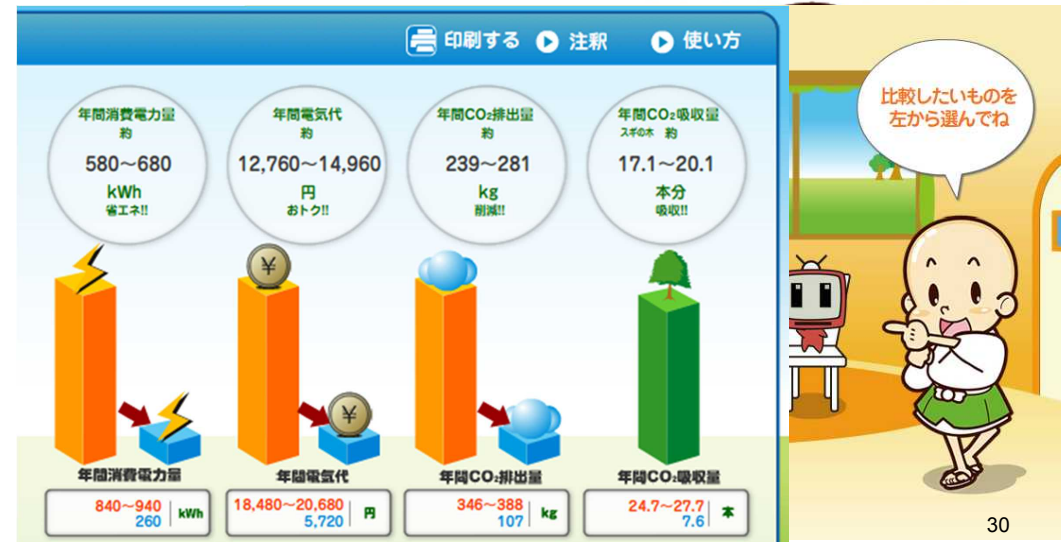 印刷する 注釈 使い方
年間消費電力量
約
580～680
kWh
省エネ!!
年間電気代
約
12,760～14,960
円
おトク!!
年間CO₂排出量
約
239～281
kg
削減!!
年間CO₂吸収量
スギの木 約
17.1～20.1
本分
吸収!!
比較したいものを
左から選んでね
¥
¥
年間消費電力量
840～940
260
kWh
年間電気代
18,480～20,680
5,720
円
年間CO₂排出量
346～388
107
kg
年間CO₂吸収量
24.7～27.7
7.6
本
30